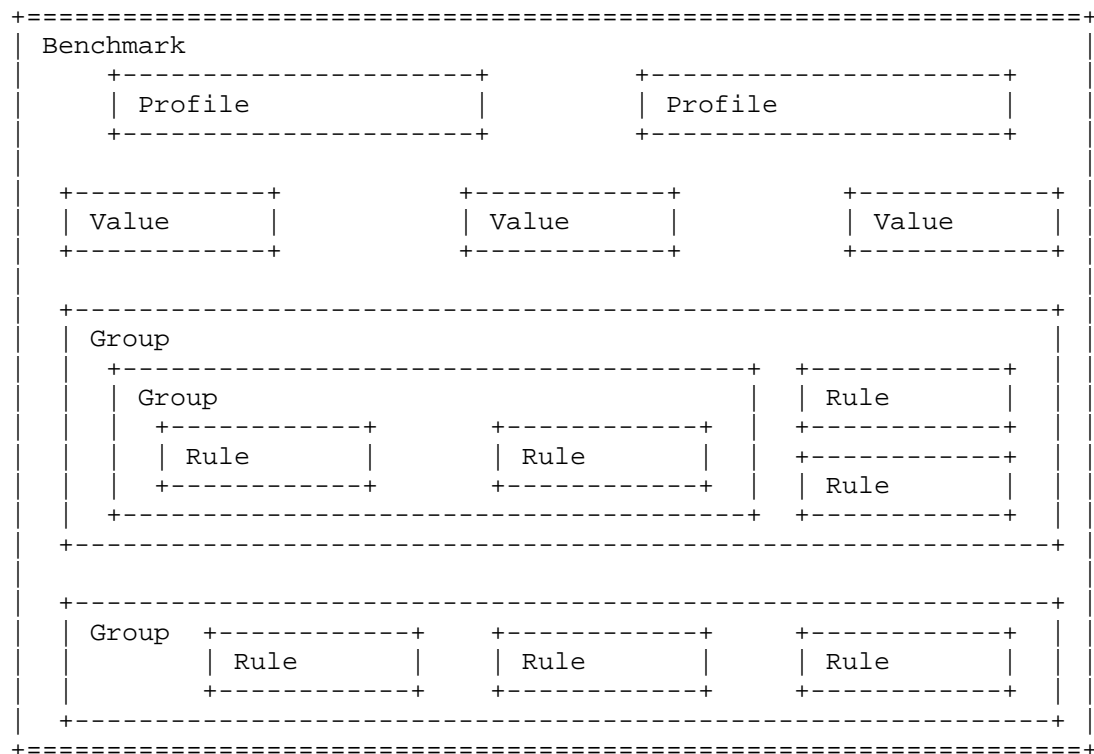 Benchmark
Profile Profile
Value Value Value
Group
Group Rule
Rule Rule
Rule
Group
Rule Rule Rule